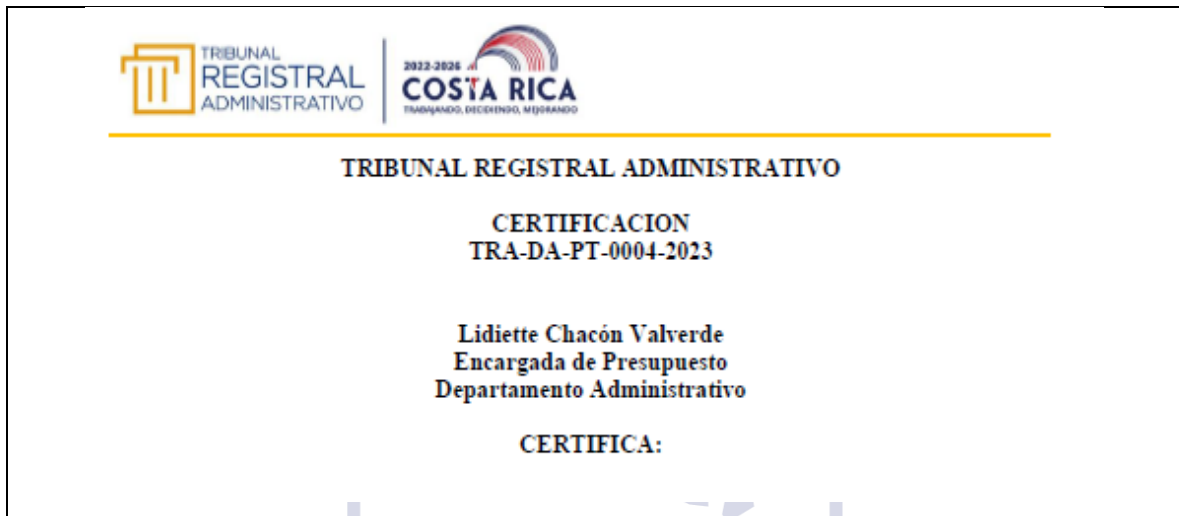 TRIBUNAL
REGISTRAL
ADMINISTRATIVO
2022-2026
COSTA RICA
TRABAJANDO, DECIDIENDO, MEJORANDO
TRIBUNAL REGISTRAL ADMINISTRATIVO
CERTIFICACION
TRA-DA-PT-0004-2023
Lidiette Chacón Valverde
Encargada de Presupuesto
Departamento Administrativo
CERTIFICA: